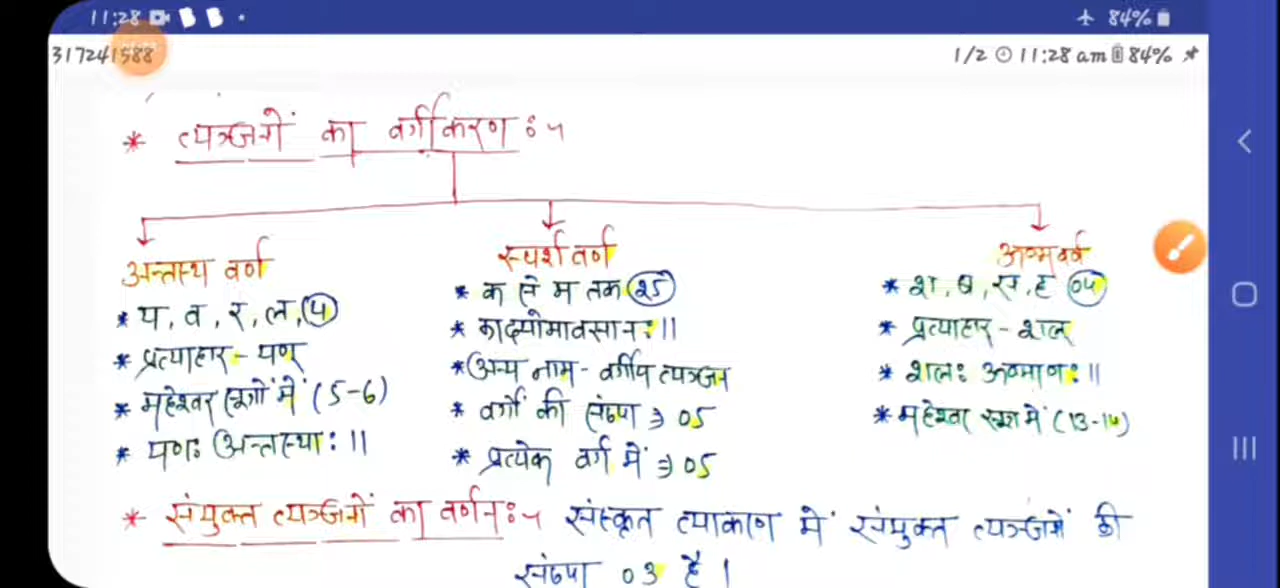 11:28
84%
317241588
1/2 11:28 am 84%
* व्यञ्जनों का वर्गीकरण :-
अन्तस्थ वर्ण
* य, व, र, ल, (4)
* प्रत्याहार - यण्
* महेश्वर सूत्रों में (5-6)
* यणः अन्तस्थाः ||
स्पर्श वर्ण
* क से म तक (25)
* कादयोमावसानः ||
* अन्य नाम - वर्गीय व्यञ्जन
* वर्गों की संख्या ⇒ 05
* प्रत्येक वर्ग में ⇒ 05
ऊष्म वर्ण
* श, ष, स, ह (04)
* प्रत्याहार - शल्
* शलः ऊष्माणः ||
* महेश्वर सूत्र में (13-14)
* संयुक्त व्यञ्जनों का वर्णन :- संस्कृत व्याकरण में संयुक्त व्यञ्जनों की
संख्या 03 है |